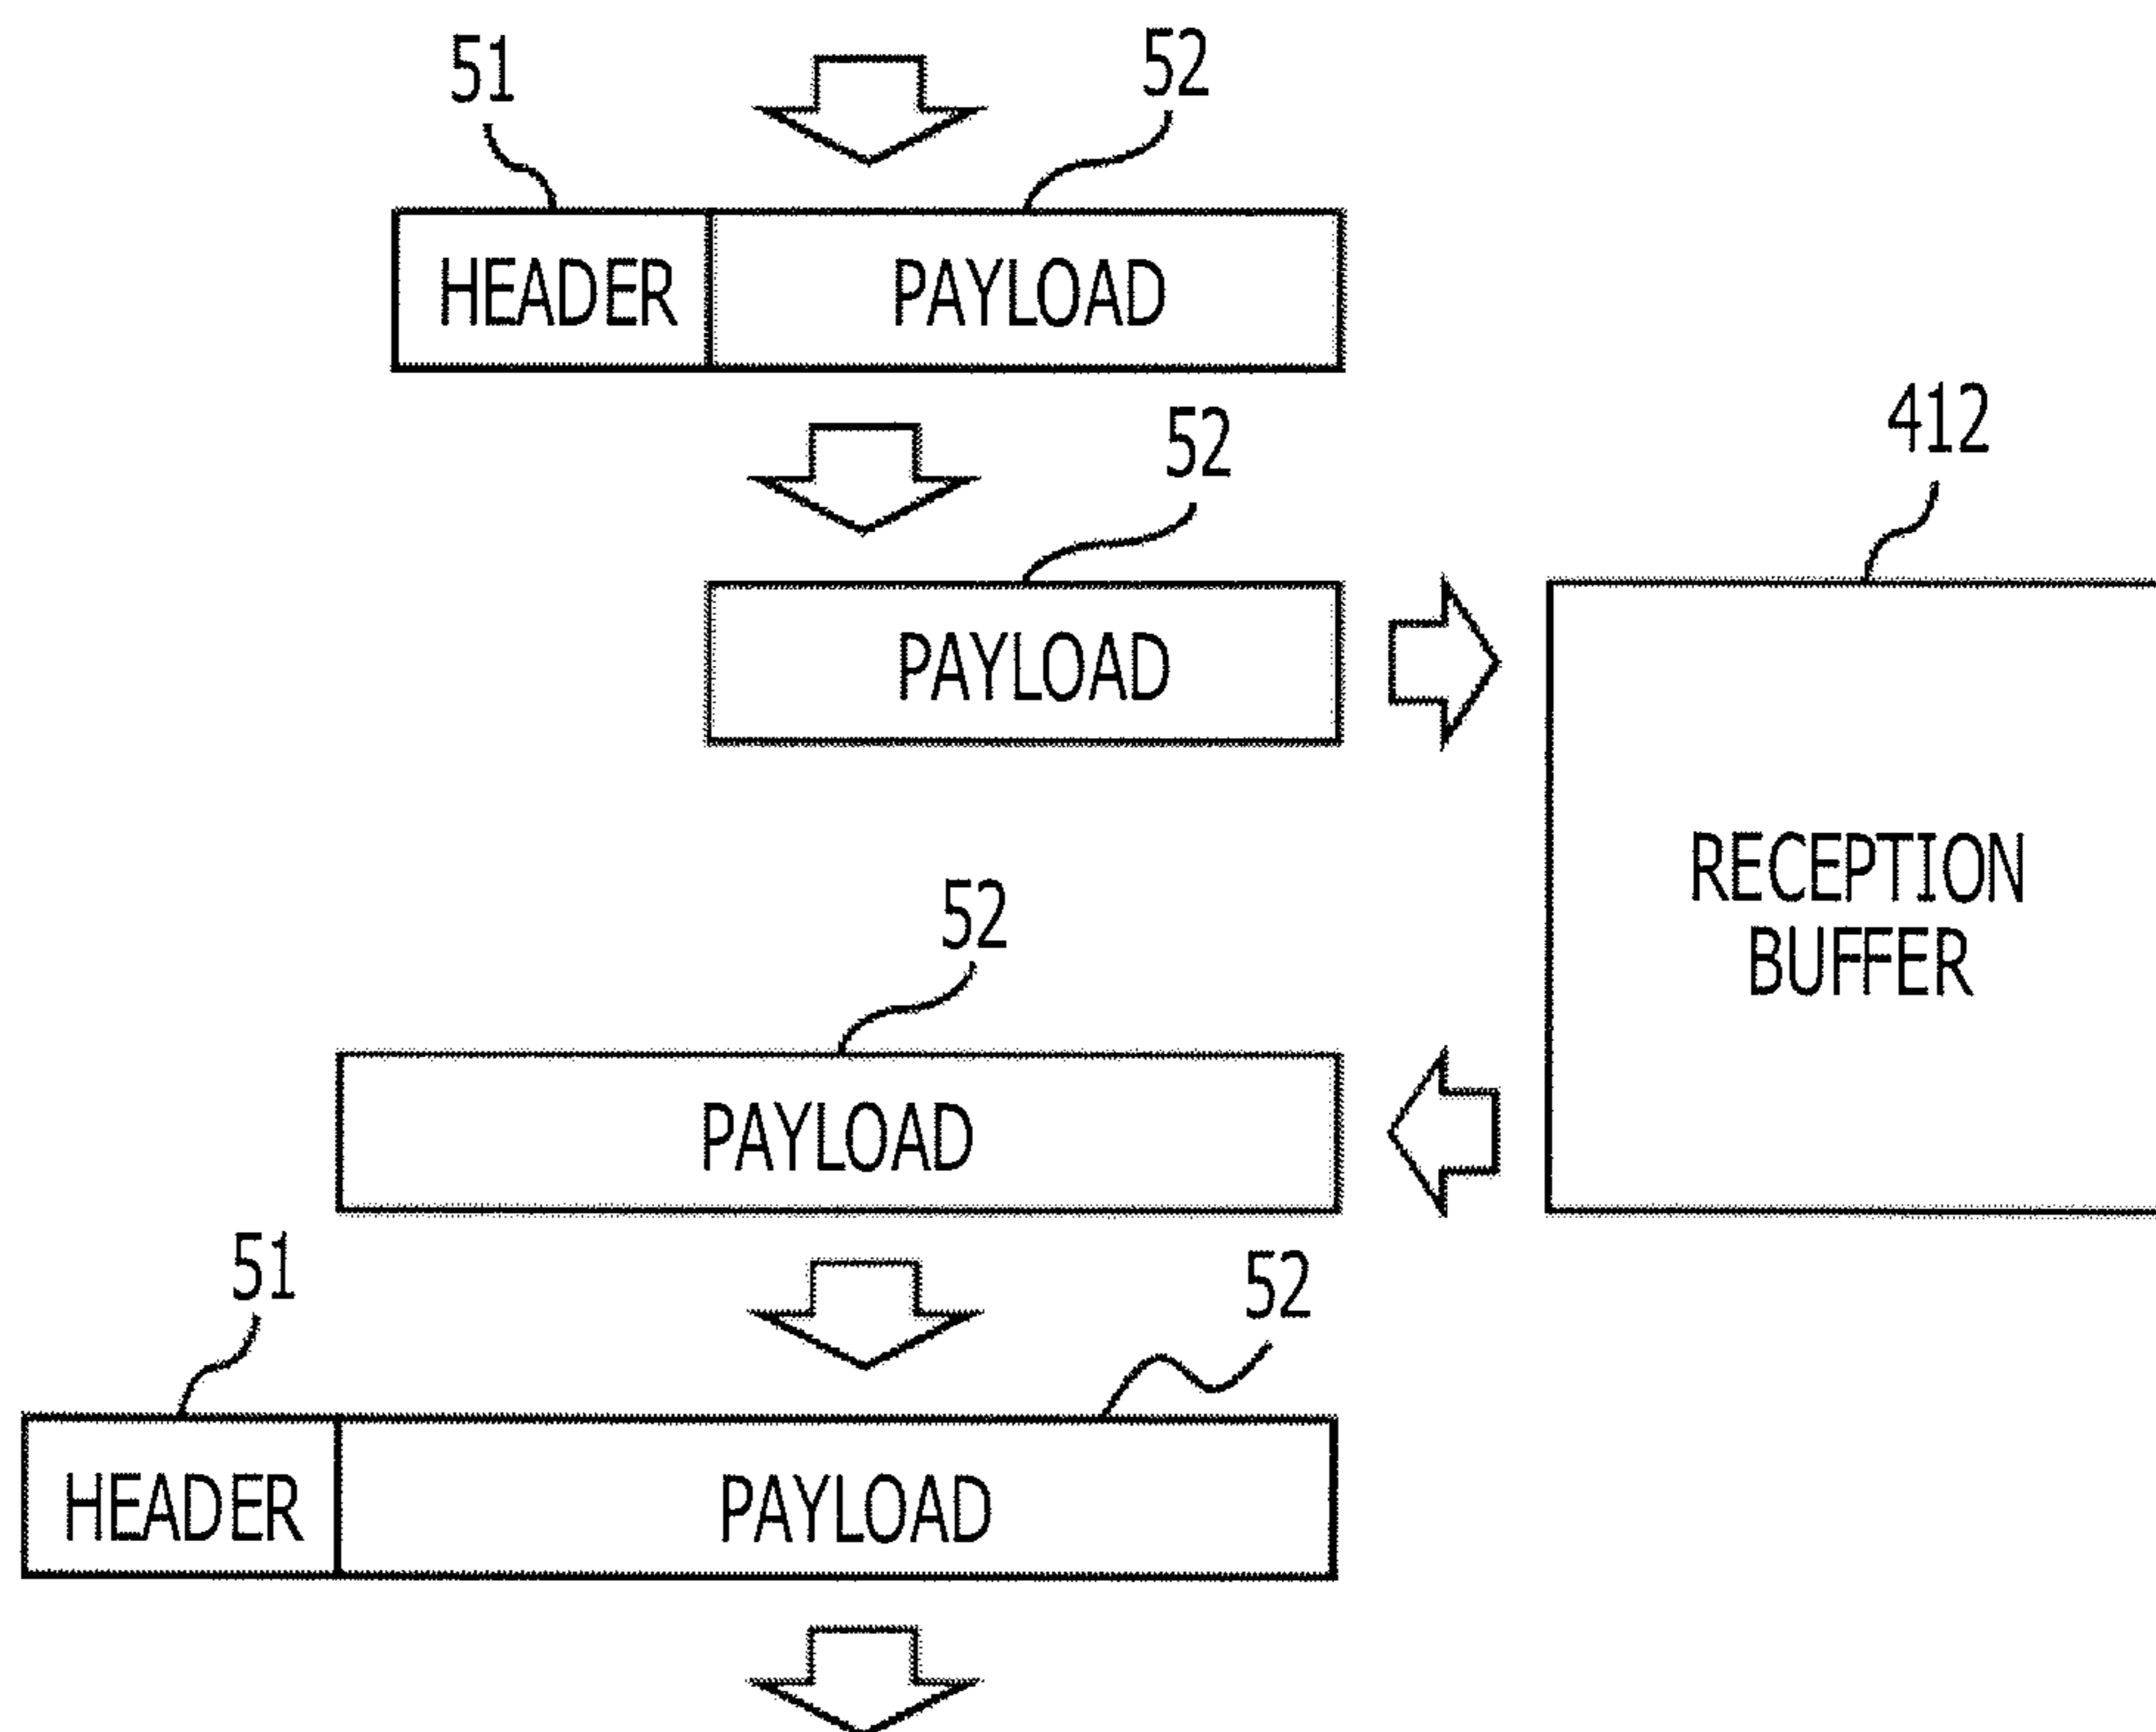 51
52
HEADER
PAYLOAD
52
412
PAYLOAD
RECEPTION
BUFFER
52
PAYLOAD
51
52
HEADER
PAYLOAD